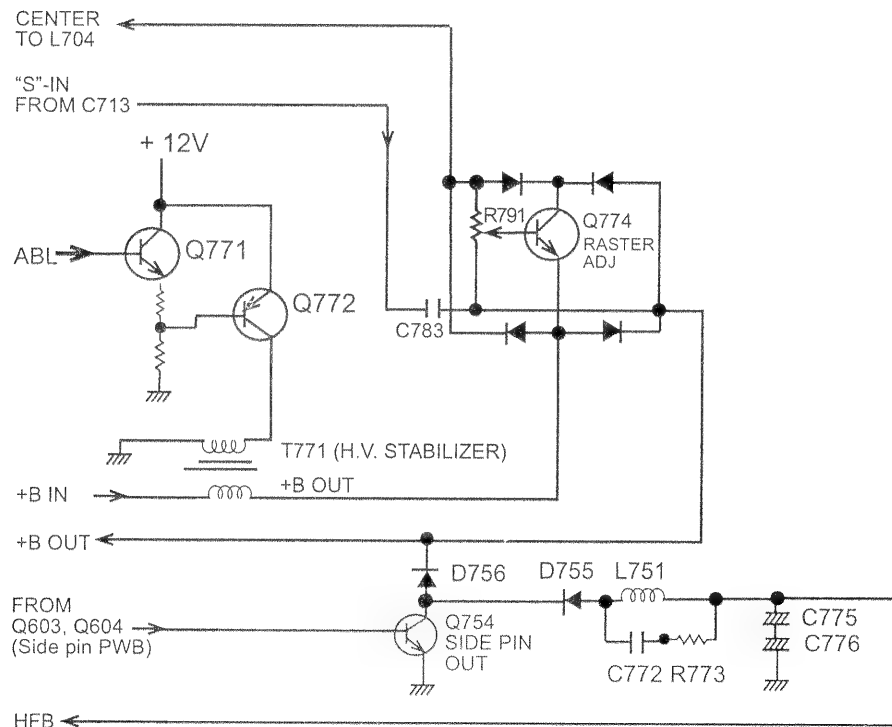 CENTER
TO L704
"S"-IN
FROM C713
+ 12V
R791
Q774
RASTER
ADJ
ABL
Q771
Q772
C783
T771 (H.V. STABILIZER)
+B IN
+B OUT
+B OUT
D756
D755
L751
FROM
Q603, Q604
(Side pin PWB)
Q754
SIDE PIN
OUT
C775
C776
C772 R773
HFB